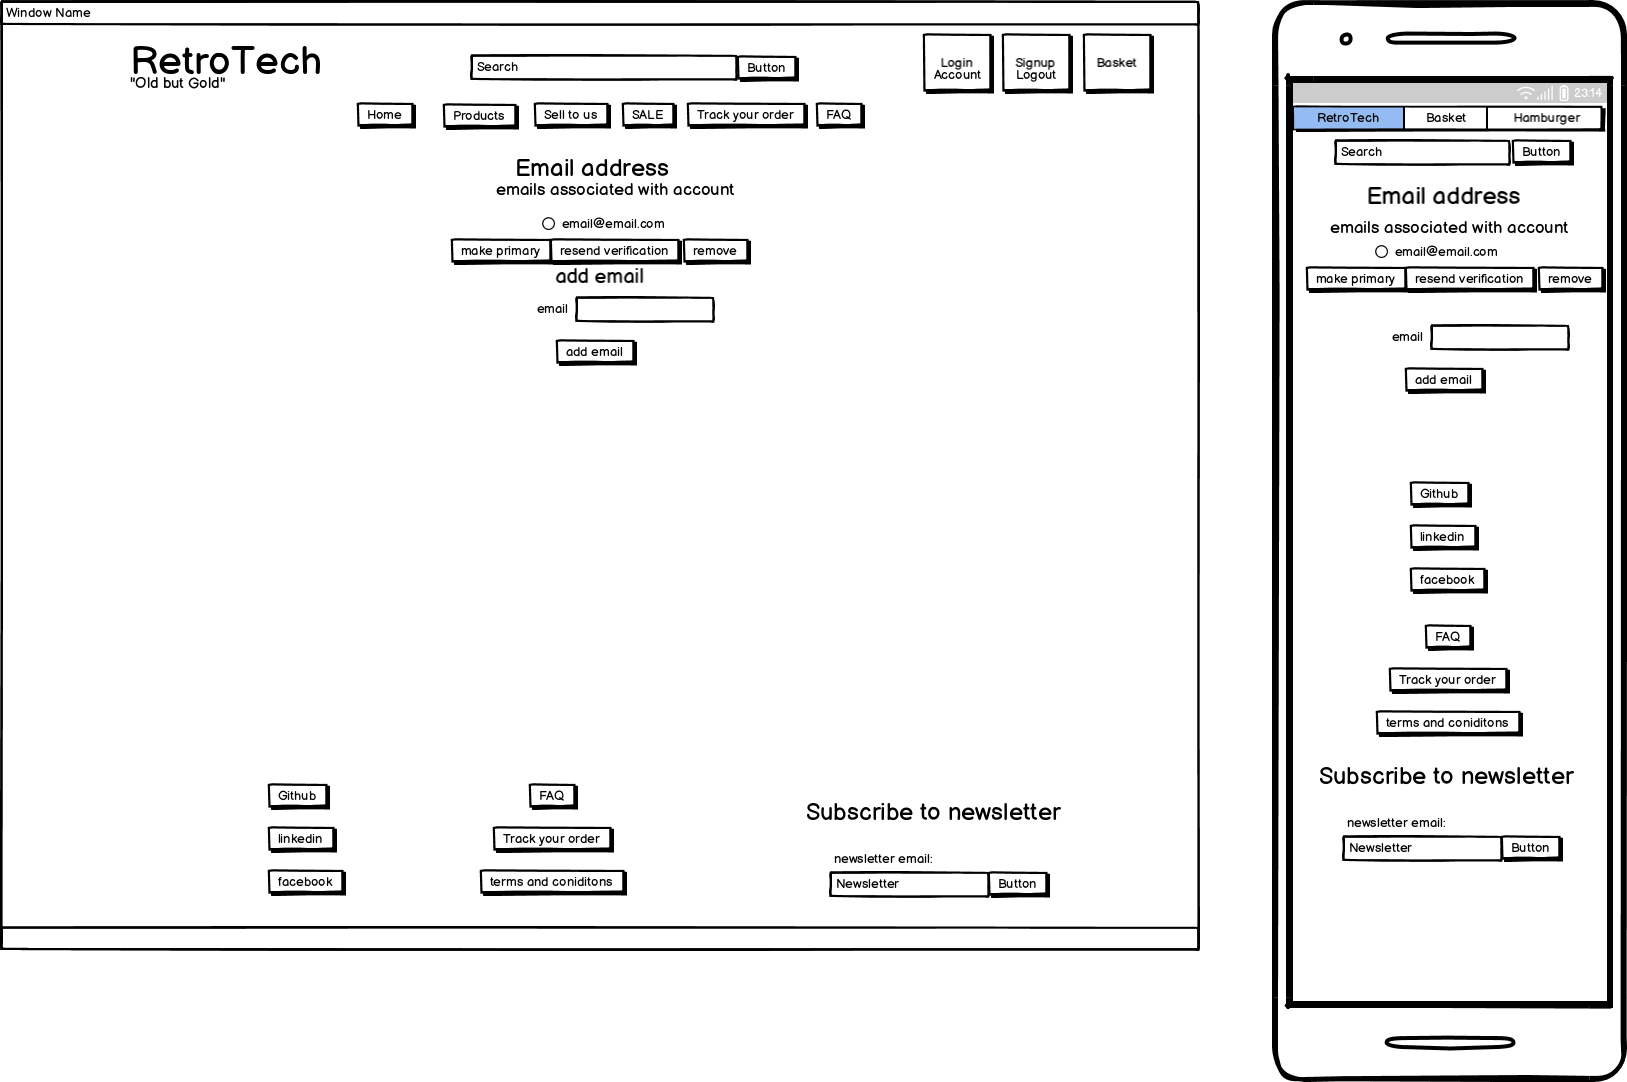 Window Name
RetroTech
"Old but Gold"
Search
Button
Login
Account
Signup
Logout
Basket
Home
Products
Sell to us
SALE
Track your order
FAQ
Email address
emails associated with account
email@email.com
make primary
resend verification
remove
add email
email
add email
Github
linkedin
facebook
FAQ
Track your order
terms and coniditons
Subscribe to newsletter
newsletter email:
Newsletter
Button
23:14
RetroTech
Basket
Hamburger
Search
Button
Email address
emails associated with account
email@email.com
make primary
resend verification
remove
email
add email
Github
linkedin
facebook
FAQ
Track your order
terms and coniditons
Subscribe to newsletter
newsletter email:
Newsletter
Button